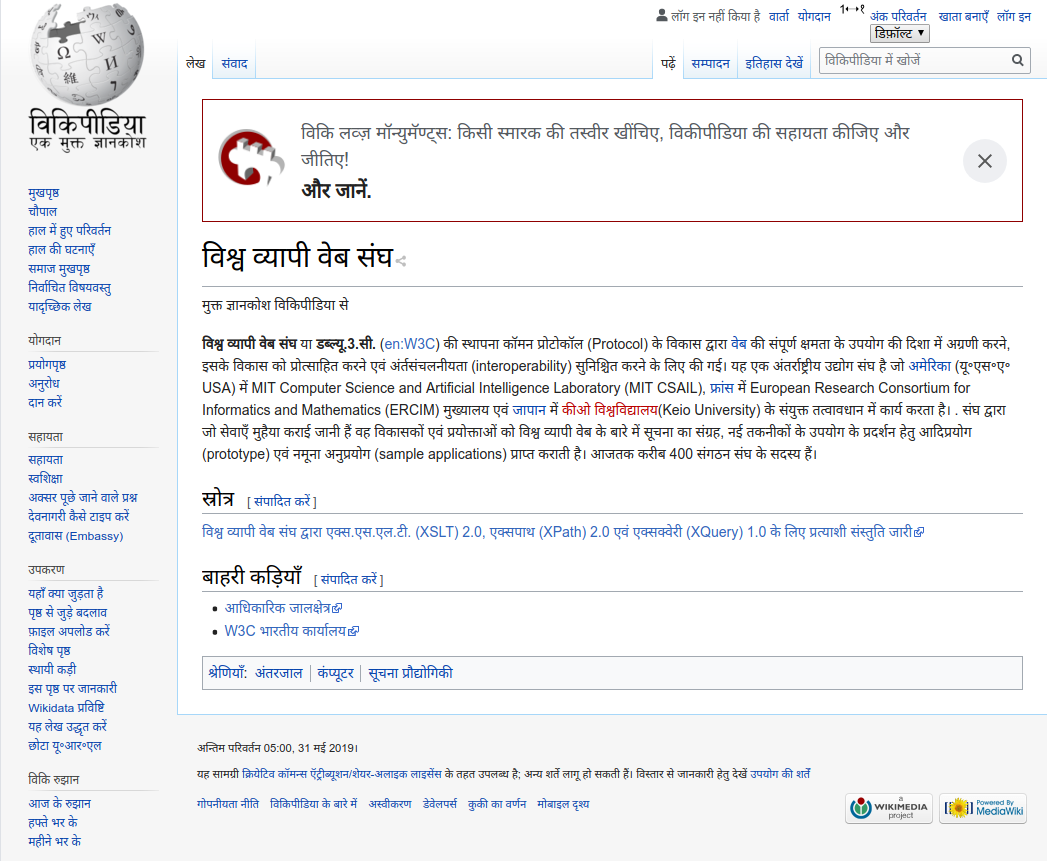 लॉग इन नहीं किया है वार्ता योगदान अंक परिवर्तन खाता बनाएँ लॉग इन
डिफ़ॉल्ट ▼
लेख संवाद पढ़ें सम्पादन इतिहास देखें विकिपीडिया में खोजें
विकिपीडिया
एक मुक्त ज्ञानकोश
मुखपृष्ठ
चौपाल
हाल में हुए परिवर्तन
हाल की घटनाएँ
समाज मुखपृष्ठ
निर्वाचित विषयवस्तु
यादृच्छिक लेख
योगदान
प्रयोगपृष्ठ
अनुरोध
दान करें
सहायता
सहायता
स्वशिक्षा
अक्सर पूछे जाने वाले प्रश्न
देवनागरी कैसे टाइप करें
दूतावास (Embassy)
उपकरण
यहाँ क्या जुड़ता है
पृष्ठ से जुड़े बदलाव
फ़ाइल अपलोड करें
विशेष पृष्ठ
स्थायी कड़ी
इस पृष्ठ पर जानकारी
Wikidata प्रविष्टि
यह लेख उद्धृत करें
छोटा यू॰आर॰एल
विकि रुझान
आज के रुझान
हफ्ते भर के
महीने भर के
विकि लव्ज़ मॉन्युमॅण्ट्स: किसी स्मारक की तस्वीर खींचिए, विकीपीडिया की सहायता कीजिए और
जीतिए!
और जानें.
विश्व व्यापी वेब संघ
मुक्त ज्ञानकोश विकिपीडिया से
विश्व व्यापी वेब संघ या डब्ल्यू.3.सी. (en:W3C) की स्थापना कॉमन प्रोटोकॉल (Protocol) के विकास द्वारा वेब की संपूर्ण क्षमता के उपयोग की दिशा में अग्रणी करने,
इसके विकास को प्रोत्साहित करने एवं अंर्तसंचलनीयता (interoperability) सुनिश्चित करने के लिए की गई। यह एक अंतर्राष्ट्रीय उद्योग संघ है जो अमेरिका (यू॰एस॰ए॰
USA) में MIT Computer Science and Artificial Intelligence Laboratory (MIT CSAIL), फ्रांस में European Research Consortium for
Informatics and Mathematics (ERCIM) मुख्यालय एवं जापान में कीओ विश्वविद्यालय(Keio University) के संयुक्त तत्वावधान में कार्य करता है। . संघ द्वारा
जो सेवाएँ मुहैया कराई जानी हैं वह विकासकों एवं प्रयोक्ताओं को विश्व व्यापी वेब के बारे में सूचना का संग्रह, नई तकनीकों के उपयोग के प्रदर्शन हेतु आदिप्रयोग
(prototype) एवं नमूना अनुप्रयोग (sample applications) प्राप्त कराती है। आजतक करीब 400 संगठन संघ के सदस्य हैं।
स्रोत्र [ संपादित करें ]
विश्व व्यापी वेब संघ द्वारा एक्स.एस.एल.टी. (XSLT) 2.0, एक्सपाथ (XPath) 2.0 एवं एक्सक्वेरी (XQuery) 1.0 के लिए प्रत्याशी संस्तुति जारी
बाहरी कड़ियाँ [ संपादित करें ]
आधिकारिक जालक्षेत्र
W3C भारतीय कार्यालय
श्रेणियाँ: अंतरजाल कंप्यूटर सूचना प्रौद्योगिकी
अन्तिम परिवर्तन 05:00, 31 मई 2019।
यह सामग्री क्रियेटिव कॉमन्स ऍट्रीब्यूशन/शेयर-अलाइक लाइसेंस के तहत उपलब्ध है; अन्य शर्तें लागू हो सकती हैं। विस्तार से जानकारी हेतु देखें उपयोग की शर्तें
गोपनीयता नीति विकिपीडिया के बारे में अस्वीकरण डेवेलपर्स कुकी का वर्णन मोबाइल दृश्य
a
WIKIMEDIA
project
Powered By
MediaWiki